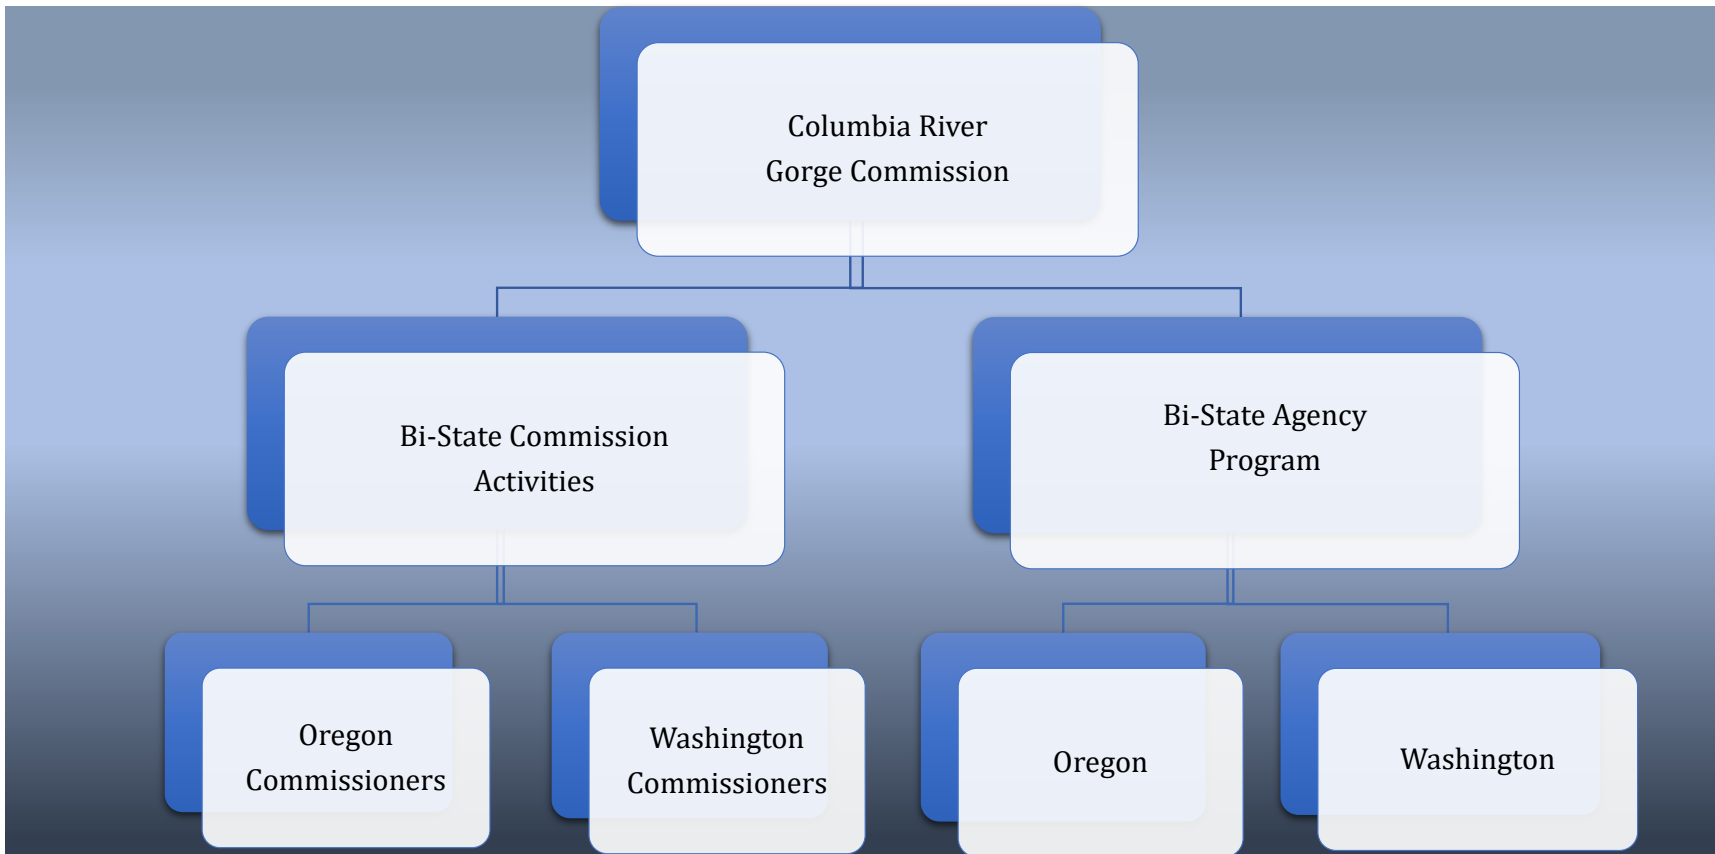 Columbia River
Gorge Commission
Bi-State Commission
Activities
Bi-State Agency
Program
Oregon
Commissioners
Washington
Commissioners
Oregon
Washington